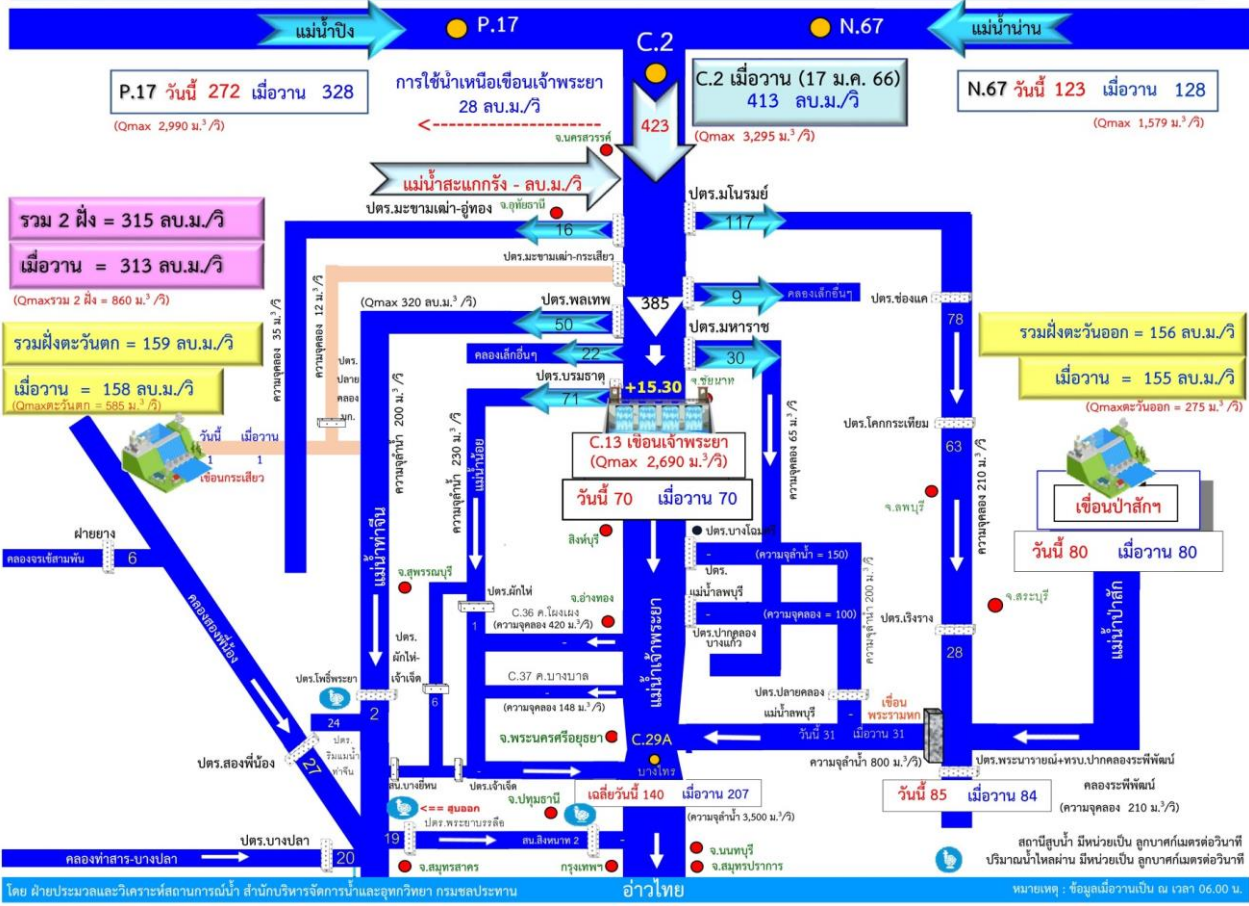 แม่น้ำปิง
P.17
C.2
N.67
แม่น้ำน่าน
P.17 วันนี้ 272 เมื่อวาน 328
(Qmax 2,990 ม.³/วิ)
การใช้น้ำเหนือเขื่อนเจ้าพระยา
28 ลบ.ม./วิ
423
C.2 เมื่อวาน (17 ม.ค. 66)
413 ลบ.ม./วิ
(Qmax 3,295 ม.³/วิ)
N.67 วันนี้ 123 เมื่อวาน 128
(Qmax 1,579 ม.³/วิ)
จ.นครสวรรค์
แม่น้ำสะแกกรัง - ลบ.ม./วิ
รวม 2 ฝั่ง = 315 ลบ.ม./วิ
เมื่อวาน = 313 ลบ.ม./วิ
(Qmaxรวม 2 ฝั่ง = 860 ม.³/วิ)
ปตร.มะขามเฒ่า-อู่ทอง
จ.อุทัยธานี
16
ปตร.มโนรมย์
117
ปตร.มะขามเฒ่า-กระเสียว
(Qmax 320 ลบ.ม.³/วิ)
ปตร.พลเทพ
50
385
9
คลองเล็กอื่นๆ
ปตร.ช่องแค
78
รวมฝั่งตะวันตก = 159 ลบ.ม./วิ
เมื่อวาน = 158 ลบ.ม./วิ
(Qmaxตะวันตก = 585 ม.³/วิ)
ความจุคลอง 35 ม.³/วิ
ความจุคลอง 12 ม.³/วิ
ปตร.
ปลาย
คลอง
มก.
ความจุลำน้ำ 200 ม.³/วิ
คลองเล็กอื่นๆ
22
ปตร.มหาราช
30
รวมฝั่งตะวันออก = 156 ลบ.ม./วิ
เมื่อวาน = 155 ลบ.ม./วิ
(Qmaxตะวันออก = 275 ม.³/วิ)
ปตร.บรมธาตุ
71
+15.30
จ.ชัยนาท
C.13 เขื่อนเจ้าพระยา
(Qmax 2,690 ม.³/วิ)
วันนี้ 70 เมื่อวาน 70
ความจุคลอง 65 ม.³/วิ
ปตร.โคกกระเทียม
63
ความจุคลอง 210 ม.³/วิ
วันนี้ เมื่อวาน
1 1
เขื่อนกระเสียว
ความจุลำน้ำ 230 ม.³/วิ
แม่น้ำน้อย
จ.ลพบุรี
เขื่อนป่าสักฯ
วันนี้ 80 เมื่อวาน 80
ฝายยาง
คลองจรเข้สามพัน
6
แม่น้ำท่าจีน
สิงห์บุรี
ปตร.บางโฉมศรี
-
(ความจุลำน้ำ = 150)
ปตร.
แม่น้ำลพบุรี
-
(ความจุคลอง = 100)
ความจุลำน้ำ 200 ม.³/วิ
จ.สุพรรณบุรี
ปตร.ผักไห่
1
จ.อ่างทอง
C.36 ค.โผงเผง
(ความจุคลอง 420 ม.³/วิ)
-
ปตร.ปากคลอง
บางแก้ว
แม่น้ำเจ้าพระยา
จ.สระบุรี
ปตร.เริงราง
28
แม่น้ำป่าสัก
คลองสองพี่น้อง
ปตร.
ผักไห่-
เจ้าเจ็ด
6
C.37 ค.บางบาล
-
(ความจุคลอง 148 ม.³/วิ)
ปตร.โพธิ์พระยา
2
24
ปตร.
ริมแม่น้ำ
ท่าจีน
ปตร.ปลายคลอง
แม่น้ำลพบุรี
-
เขื่อน
พระรามหก
วันนี้ 31 เมื่อวาน 31
ความจุลำน้ำ 800 ม.³/วิ)
จ.พระนครศรีอยุธยา
C.29A
บางไทร
ปตร.สองพี่น้อง
27
สน.บางยี่หน
-
ปตร.เจ้าเจ็ด
เฉลี่ยวันนี้ 140 เมื่อวาน 207
(ความจุลำน้ำ 3,500 ม.³/วิ)
ปตร.พระนารายณ์+ทรบ.ปากคลองระพีพัฒน์
วันนี้ 85 เมื่อวาน 84
คลองระพีพัฒน์
(ความจุคลอง 210 ม.³/วิ)
<== สูบออก
จ.ปทุมธานี
ปตร.พระยาบรรลือ
19
สน.สิงหนาท 2
-
ปตร.บางปลา
คลองท่าสาร-บางปลา
20
จ.สมุทรสาคร
กรุงเทพฯ
จ.นนทบุรี
จ.สมุทรปราการ
สถานีสูบน้ำ มีหน่วยเป็น ลูกบาศก์เมตรต่อวินาที
ปริมาณน้ำไหลผ่าน มีหน่วยเป็น ลูกบาศก์เมตรต่อวินาที
โดย ฝ่ายประมวลและวิเคราะห์สถานการณ์น้ำ สำนักบริหารจัดการน้ำและอุทกวิทยา กรมชลประทาน
อ่าวไทย
หมายเหตุ : ข้อมูลเมื่อวานเป็น ณ เวลา 06.00 น.